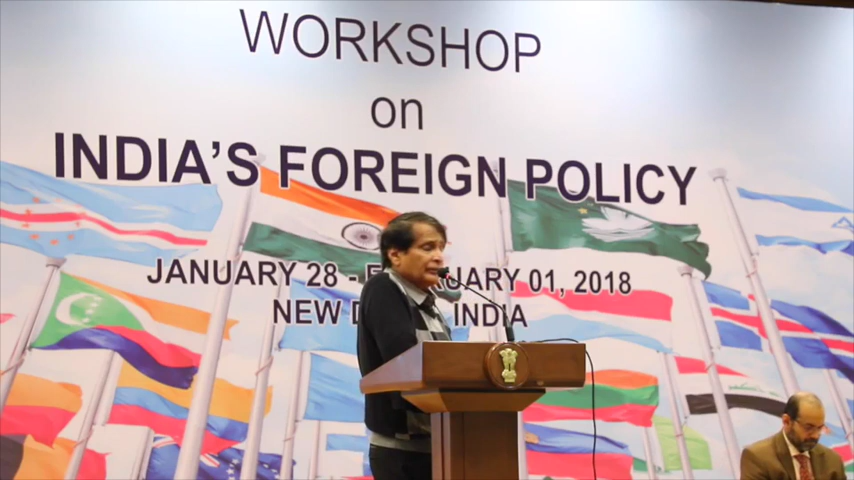 WORKSHOP
on
INDIA'S FOREIGN POLICY
JANUARY 28 - F RUARY 01, 2018
NEW D INDIA